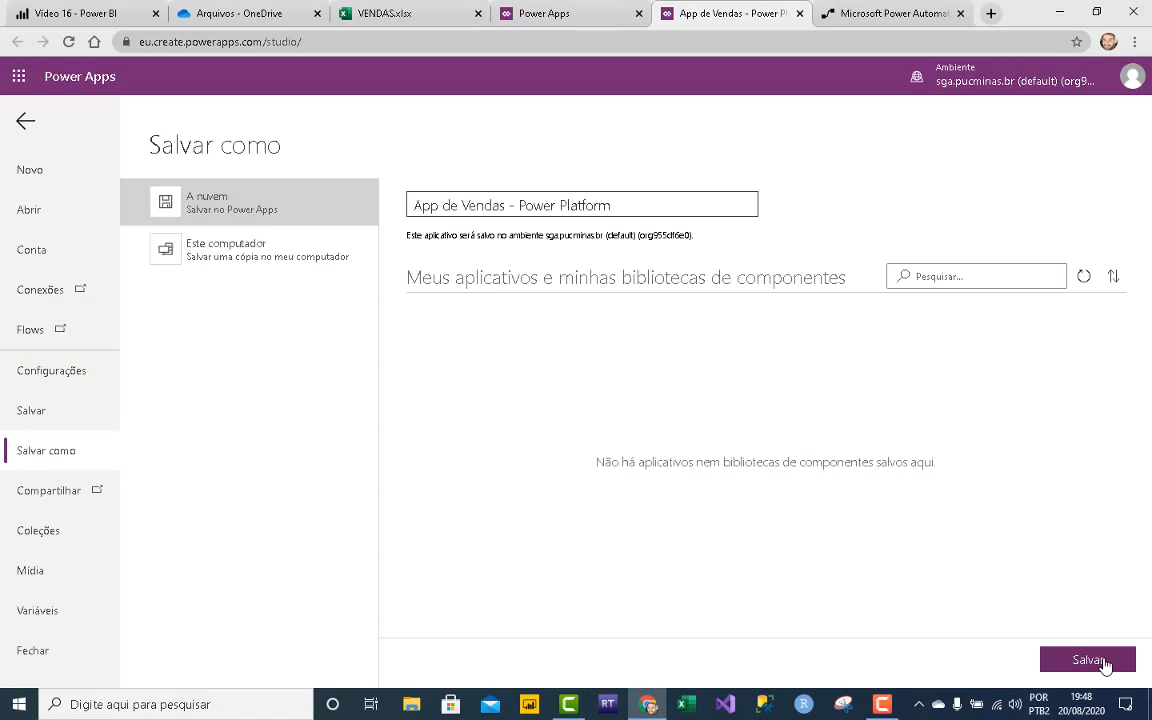 Vídeo 16 - Power BI
Arquivos - OneDrive
VENDAS.xlsx
Power Apps
App de Vendas - Power Pl
Microsoft Power Automat
eu.create.powerapps.com/studio/
Power Apps
Ambiente
sga.pucminas.br (default) (org9...
Salvar como
Novo
Abrir
Conta
Conexões
Flows
Configurações
Salvar
Salvar como
Compartilhar
Coleções
Mídia
Variáveis
Fechar
A nuvem
Salvar no Power Apps
Este computador
Salvar uma cópia no meu computador
App de Vendas - Power Platform
Este aplicativo será salvo no ambiente sga.pucminas.br (default) (org955df6e0).
Meus aplicativos e minhas bibliotecas de componentes
Pesquisar...
Não há aplicativos nem bibliotecas de componentes salvos aqui.
Salvar
Digite aqui para pesquisar
RT
R
POR
PTB2
19:48
20/08/2020